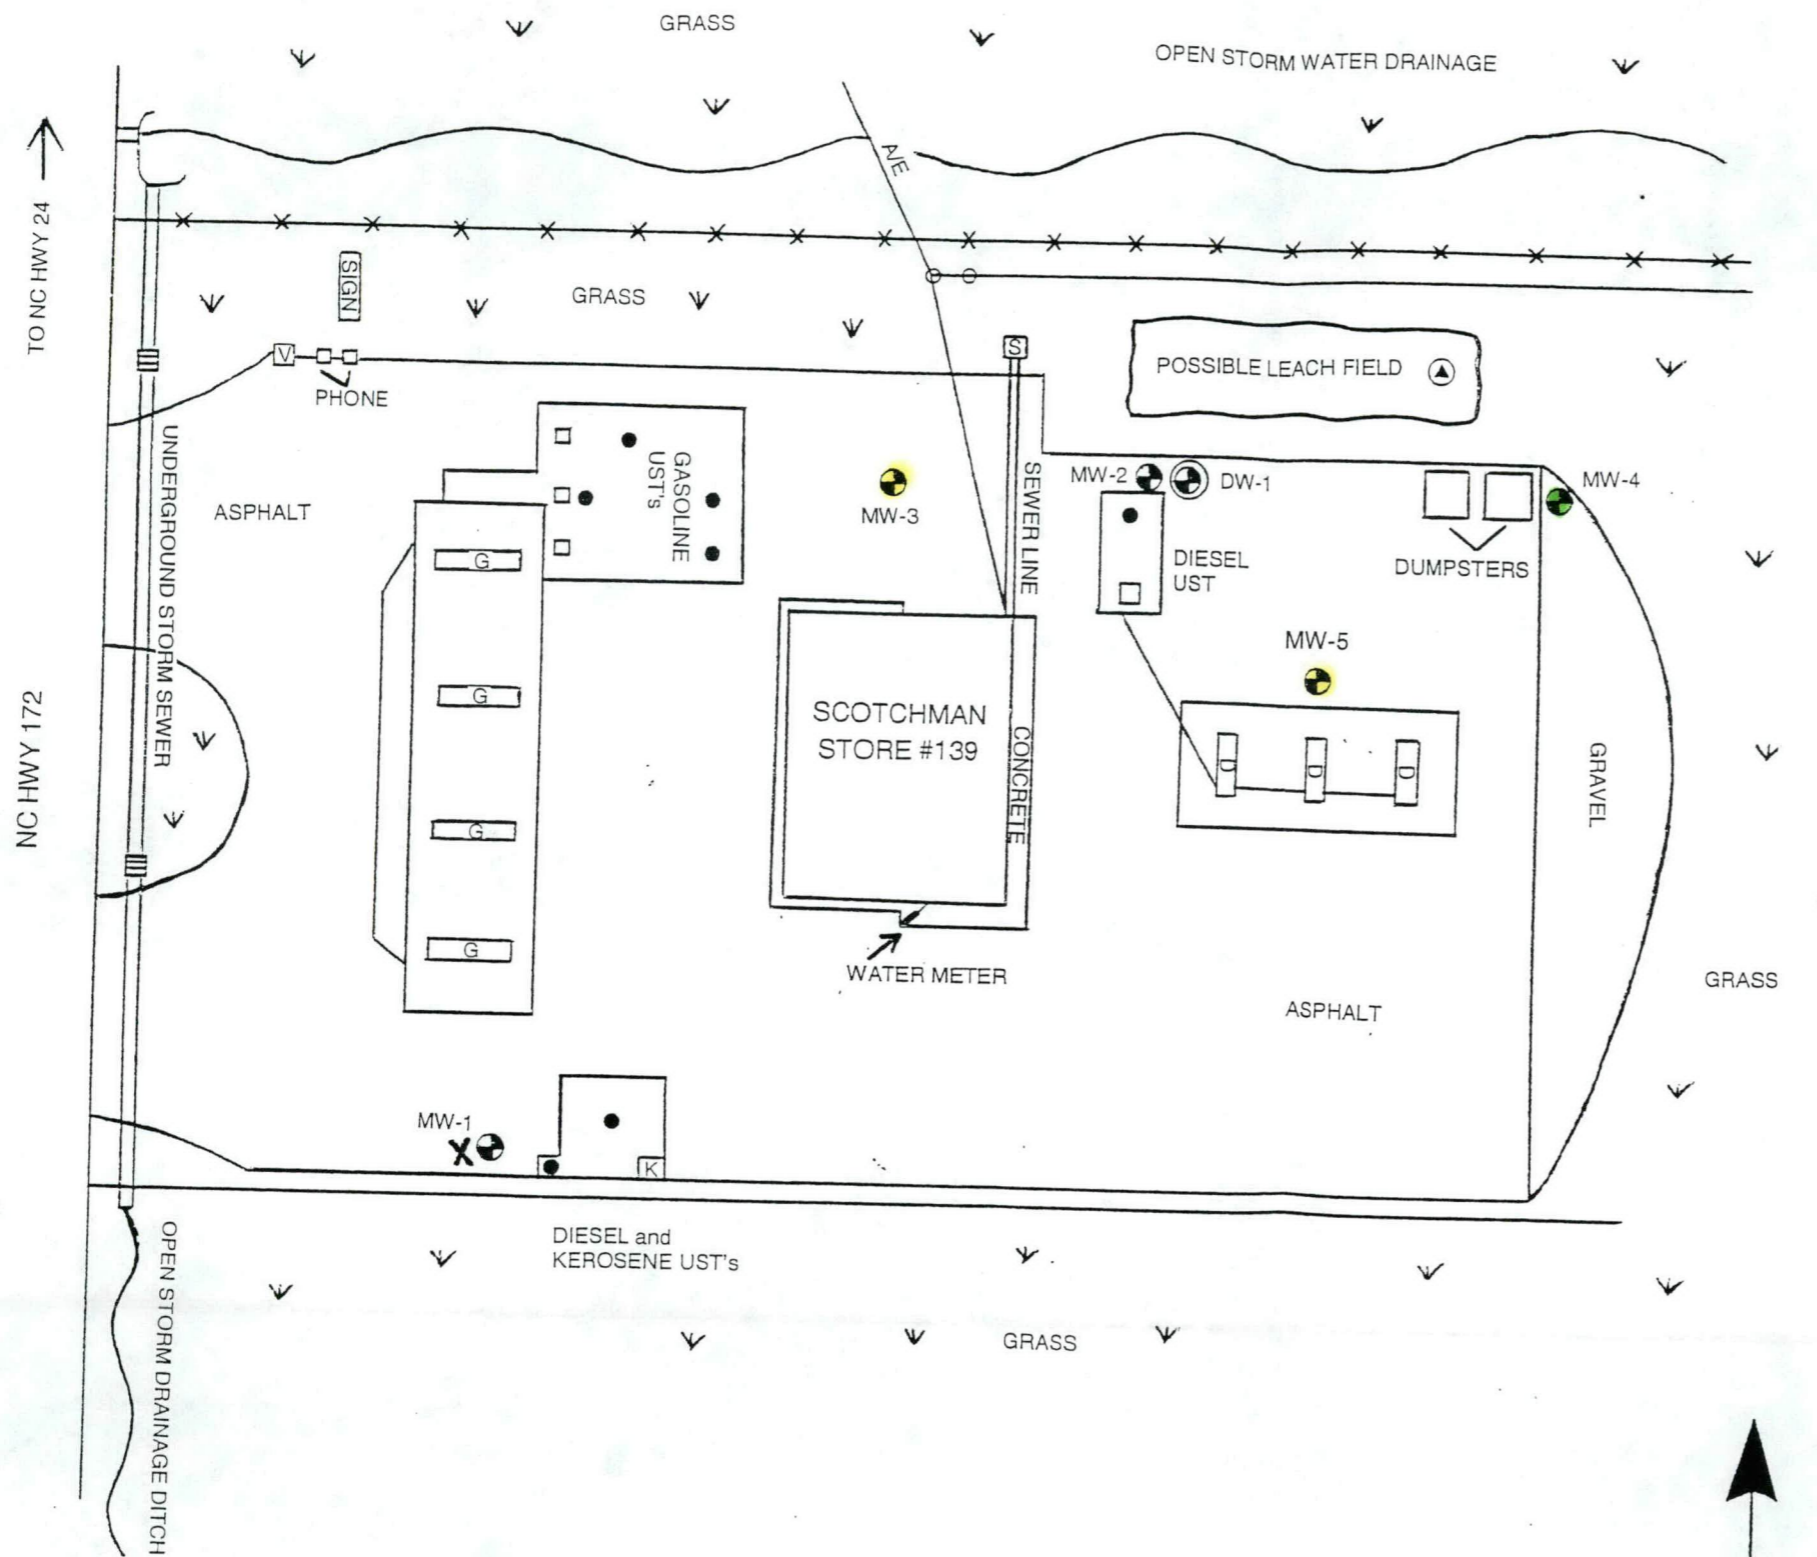 GRASS
OPEN STORM WATER DRAINAGE
A/E
TO NC HWY 24
SIGN
GRASS
V
PHONE
S
POSSIBLE LEACH FIELD
UNDERGROUND STORM SEWER
ASPHALT
GASOLINE
UST's
MW-3
SEWER LINE
MW-2
DW-1
MW-4
DIESEL
UST
DUMPSTERS
G
G
G
G
MW-5
SCOTCHMAN
STORE #139
CONCRETE
D
D
D
GRAVEL
NC HWY 172
WATER METER
GRASS
ASPHALT
MW-1
X
K
DIESEL and
KEROSENE UST's
OPEN STORM DRAINAGE DITCH
GRASS